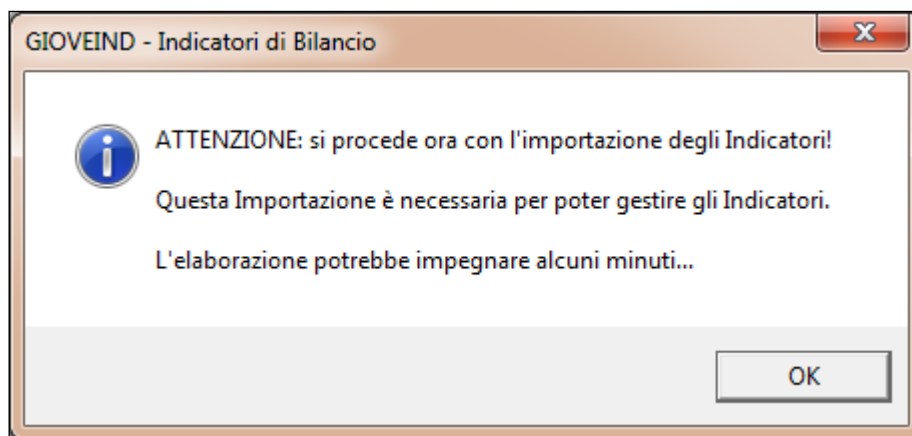 GIOVEIND - Indicatori di Bilancio
ATTENZIONE: si procede ora con l'importazione degli Indicatori!
Questa Importazione è necessaria per poter gestire gli Indicatori.
L'elaborazione potrebbe impegnare alcuni minuti...
OK